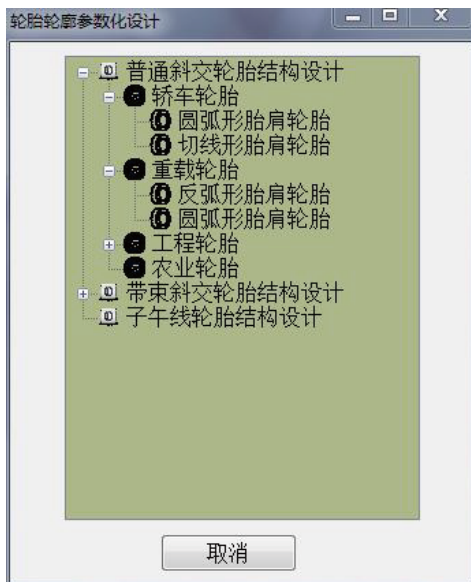 轮胎轮廓参数化设计
普通斜交轮胎结构设计
轿车轮胎
圆弧形胎肩轮胎
切线形胎肩轮胎
重载轮胎
反弧形胎肩轮胎
圆弧形胎肩轮胎
工程轮胎
农业轮胎
带束斜交轮胎结构设计
子午线轮胎结构设计
取消